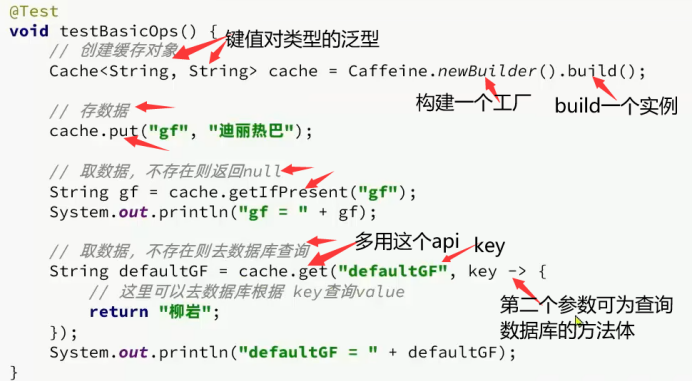 @Test
void testBasicOps() {
// 创建缓存对象 键值对类型的泛型
Cache<String, String> cache = Caffeine.newBuilder().build();
构建一个工厂 build一个实例
// 存数据
cache.put("gf", "迪丽热巴");
// 取数据，不存在则返回null
String gf = cache.getIfPresent("gf");
System.out.println("gf = " + gf);
// 取数据，不存在则去数据库查询 多用这个api key
String defaultGF = cache.get("defaultGF", key -> {
// 这里可以去数据库根据 key查询value
return "柳岩"; 第二个参数可为查询
}); 数据库的方法体
System.out.println("defaultGF = " + defaultGF);
}